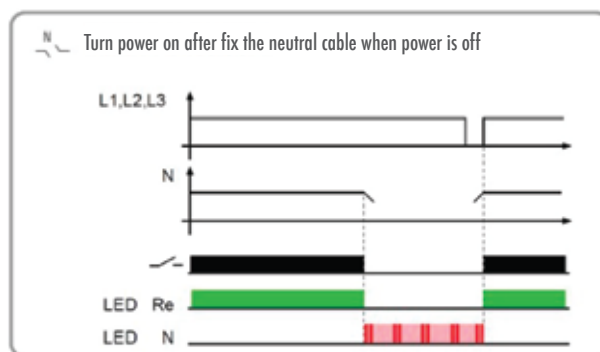 N
Turn power on after fix the neutral cable when power is off
L1,L2,L3
N
LED Re
LED N